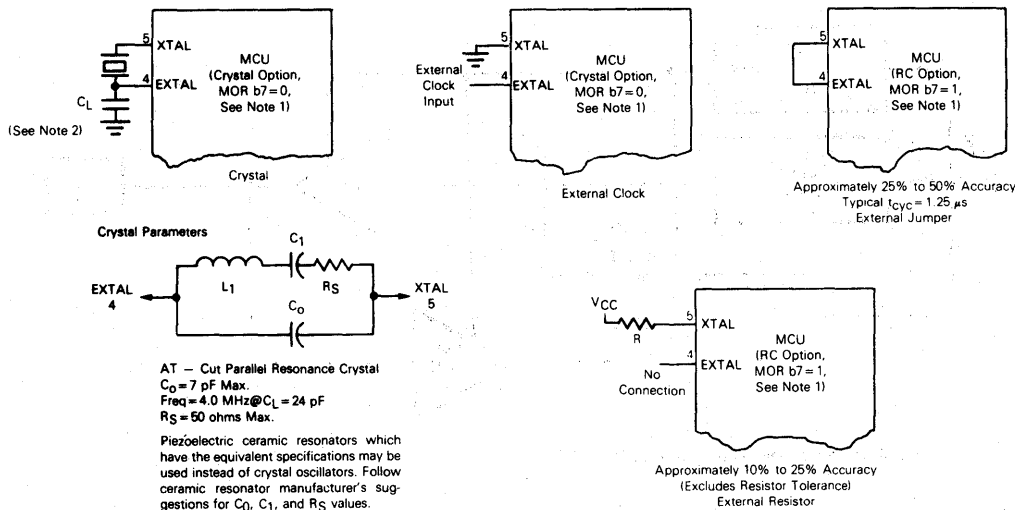 5
XTAL
4
EXTAL
MCU
(Crystal Option,
MOR b7=0,
See Note 1)
CL
(See Note 2)
Crystal
5
XTAL
External
Clock
Input
4
EXTAL
MCU
(Crystal Option,
MOR b7=0,
See Note 1)
External Clock
5
XTAL
4
EXTAL
MCU
(RC Option,
MOR b7=1,
See Note 1)
Approximately 25% to 50% Accuracy
Typical tcyc=1.25 μs
External Jumper
Crystal Parameters
C1
L1
RS
EXTAL
4
XTAL
5
Co
AT – Cut Parallel Resonance Crystal
Co=7 pF Max.
Freq=4.0 MHz@CL=24 pF
RS=50 ohms Max.
Piezoelectric ceramic resonators which
have the equivalent specifications may be
used instead of crystal oscillators. Follow
ceramic resonator manufacturer's sug-
gestions for C0, C1, and RS values.
VCC
R
5
XTAL
4
EXTAL
No
Connection
MCU
(RC Option,
MOR b7=1,
See Note 1)
Approximately 10% to 25% Accuracy
(Excludes Resistor Tolerance)
External Resistor